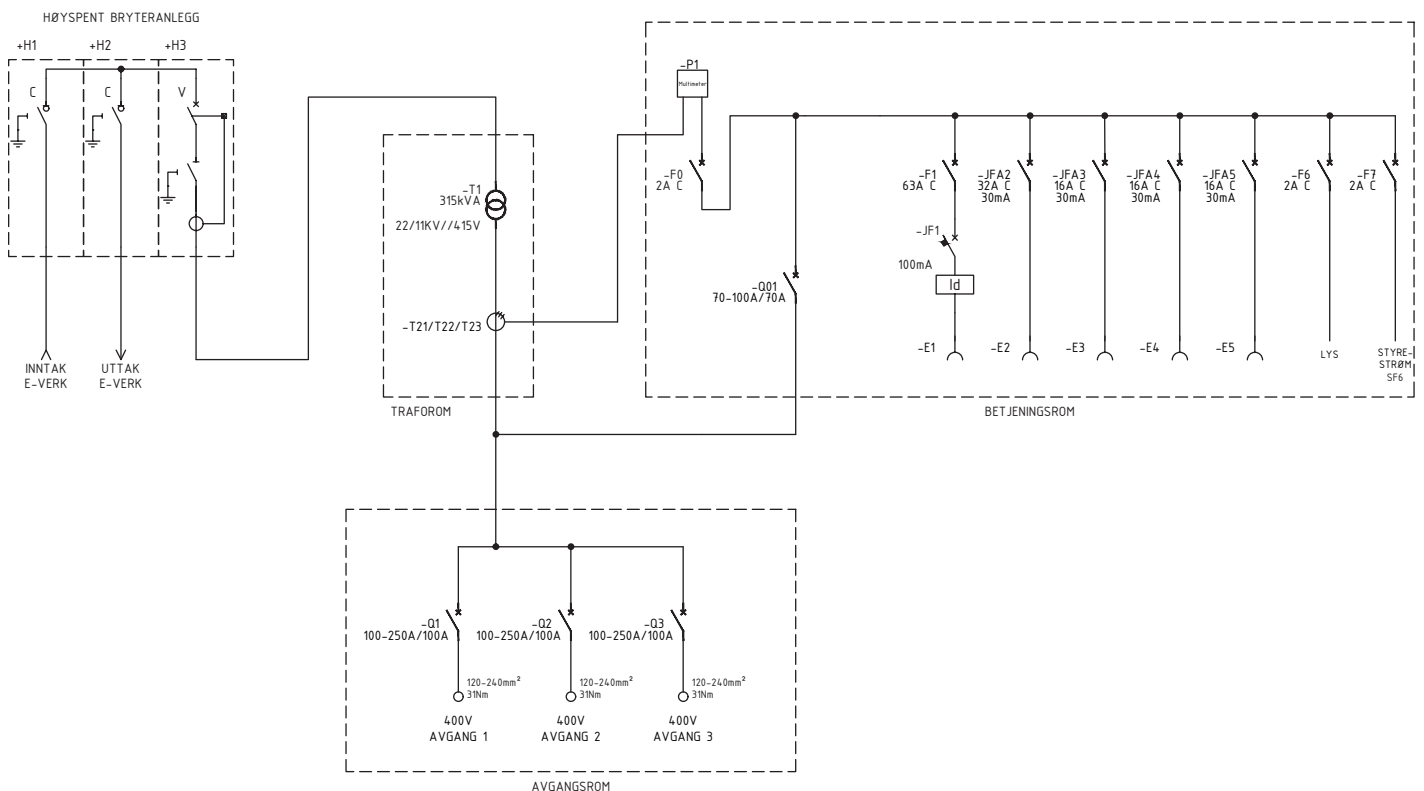 HØYSPENT BRYTERANLEGG
+H1
+H2
+H3
C
C
V
INNTAK
E-VERK
UTTAK
E-VERK
-T1
315kVA
22/11KV//415V
-T21/T22/T23
TRAFOROM
-P1
Multimeter
-F0
2A C
-Q01
70-100A/70A
-F1
63A C
-JF1
100mA
Id
-JFA2
32A C
30mA
-JFA3
16A C
30mA
-JFA4
16A C
30mA
-JFA5
16A C
30mA
-F6
2A C
-F7
2A C
-E1
-E2
-E3
-E4
-E5
LYS
STYRE-
STRØM
SF6
BETJENINGSROM
-Q1
100-250A/100A
-Q2
100-250A/100A
-Q3
100-250A/100A
120-240mm²
31Nm
120-240mm²
31Nm
120-240mm²
31Nm
400V
AVGANG 1
400V
AVGANG 2
400V
AVGANG 3
AVGANGSROM